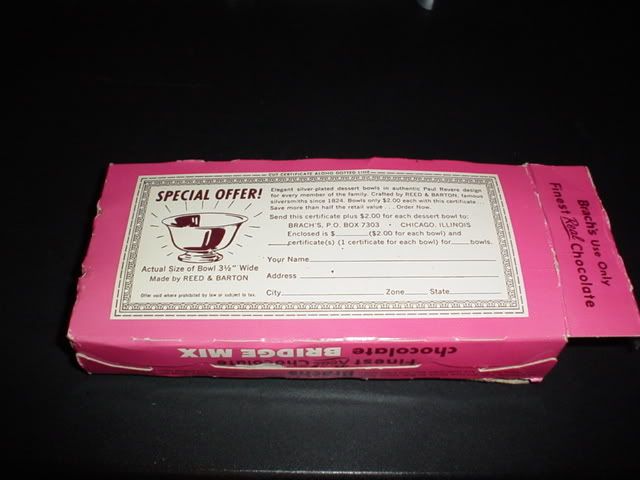 CUT CERTIFICATE ALONG DOTTED LINE
SPECIAL OFFER!
Actual Size of Bowl 3½" Wide
Made by REED & BARTON
Offer void where prohibited by law or subject to tax.
Elegant silver-plated dessert bowls in authentic Paul Revere design
for every member of the family. Crafted by REED & BARTON, famous
silversmiths since 1824. Bowls only $2.00 each with this certificate.
Save more than half the retail value . . . Order Now.
Send this certificate plus $2.00 for each dessert bowl to:
BRACH'S, P.O. BOX 7303 · CHICAGO, ILLINOIS
Enclosed is $ ($2.00 for each bowl) and
certificate(s) (1 certificate for each bowl) for bowls.
Your Name
Address
City Zone State
Brach's Use Only
Finest Real Chocolate
chocolate BRIDGE MIX
Finest Real Chocolate
Brach's